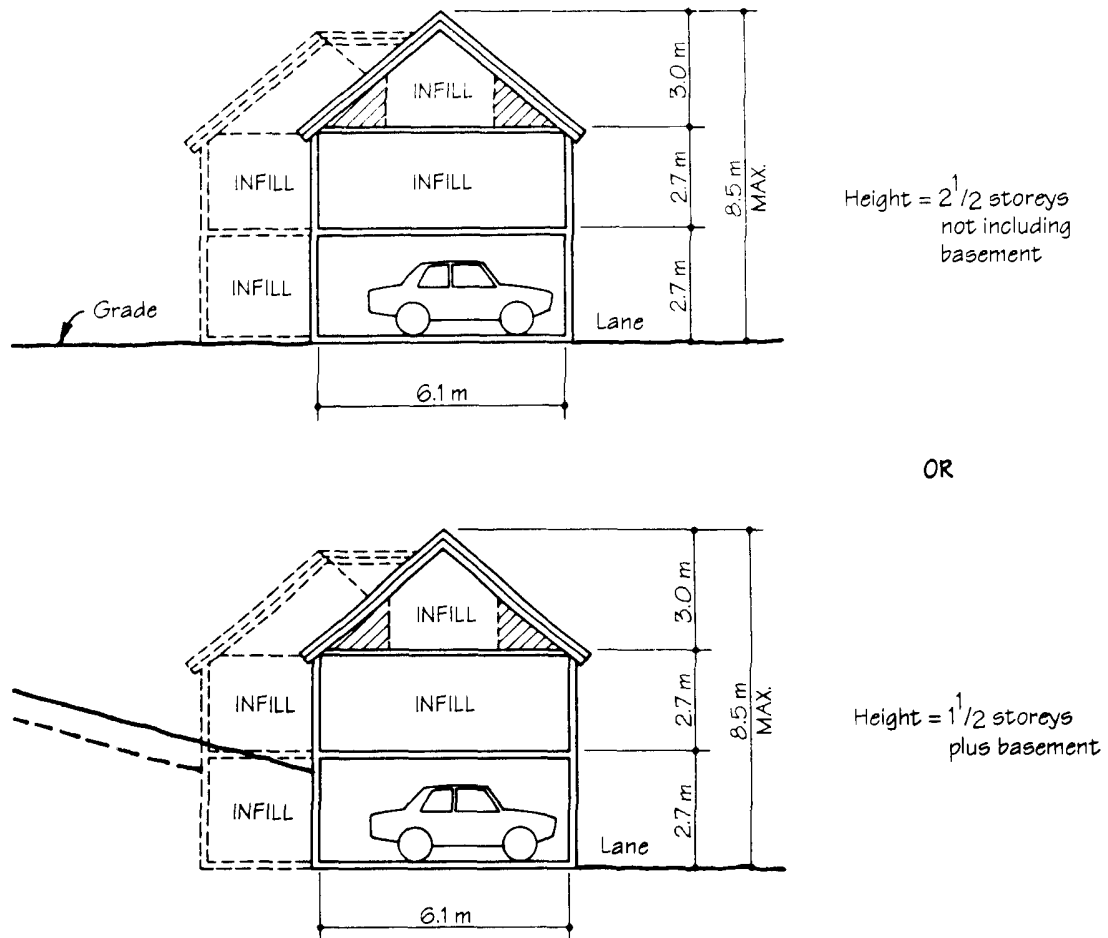 INFILL
3.0 m
INFILL
INFILL
2.7 m
8.5 m
MAX.
Height = 2 1/2 storeys
not including
basement
INFILL
2.7 m
Grade
Lane
6.1 m
OR
INFILL
3.0 m
INFILL
INFILL
2.7 m
8.5 m
MAX.
Height = 1 1/2 storeys
plus basement
INFILL
2.7 m
Lane
6.1 m